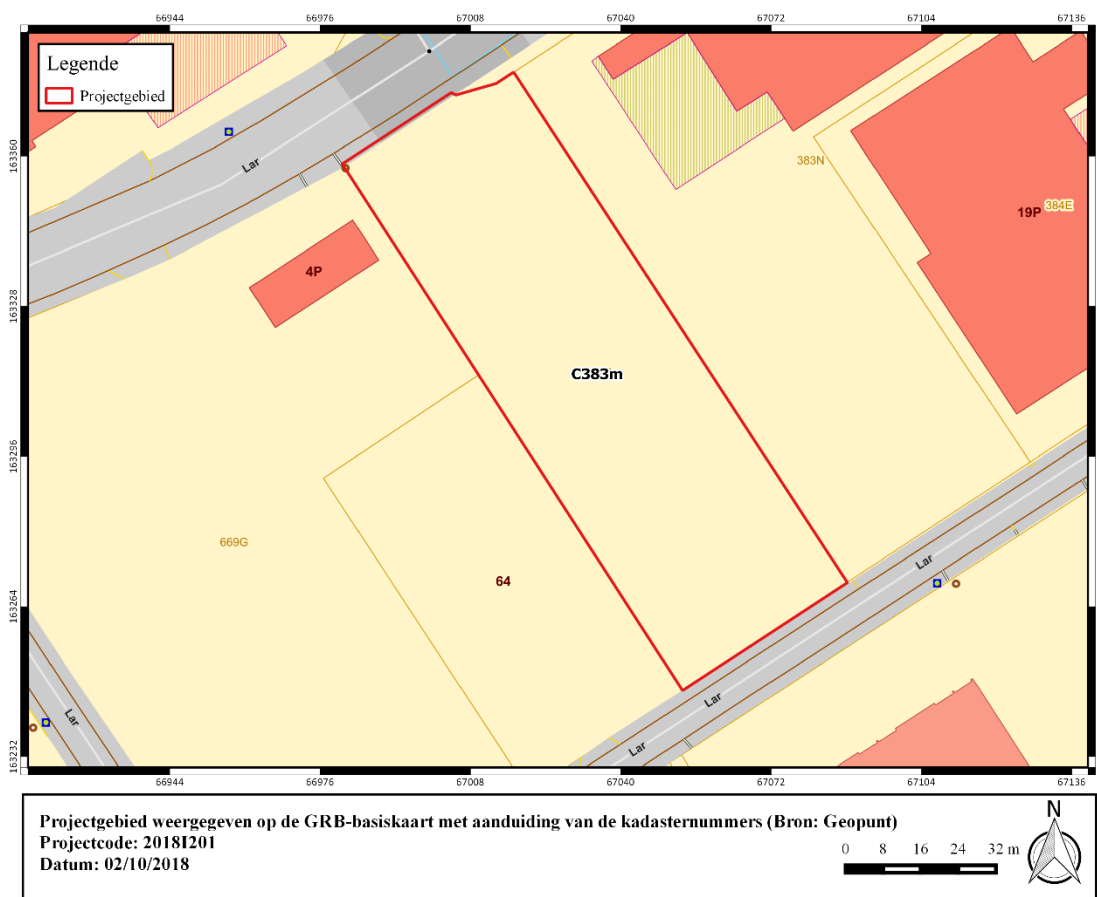 66944 66976 67008 67040 67072 67104 67136
Legende
Projectgebied
163360
163328
163296
163264
163232
Lar
383N
384E
19P
4P
C383m
669G
64
Lar
Lar
Lar
Lar
66944 66976 67008 67040 67072 67104 67136
Projectgebied weergegeven op de GRB-basiskaart met aanduiding van de kadasternummers (Bron: Geopunt)
Projectcode: 2018I201
Datum: 02/10/2018
0 8 16 24 32 m
N